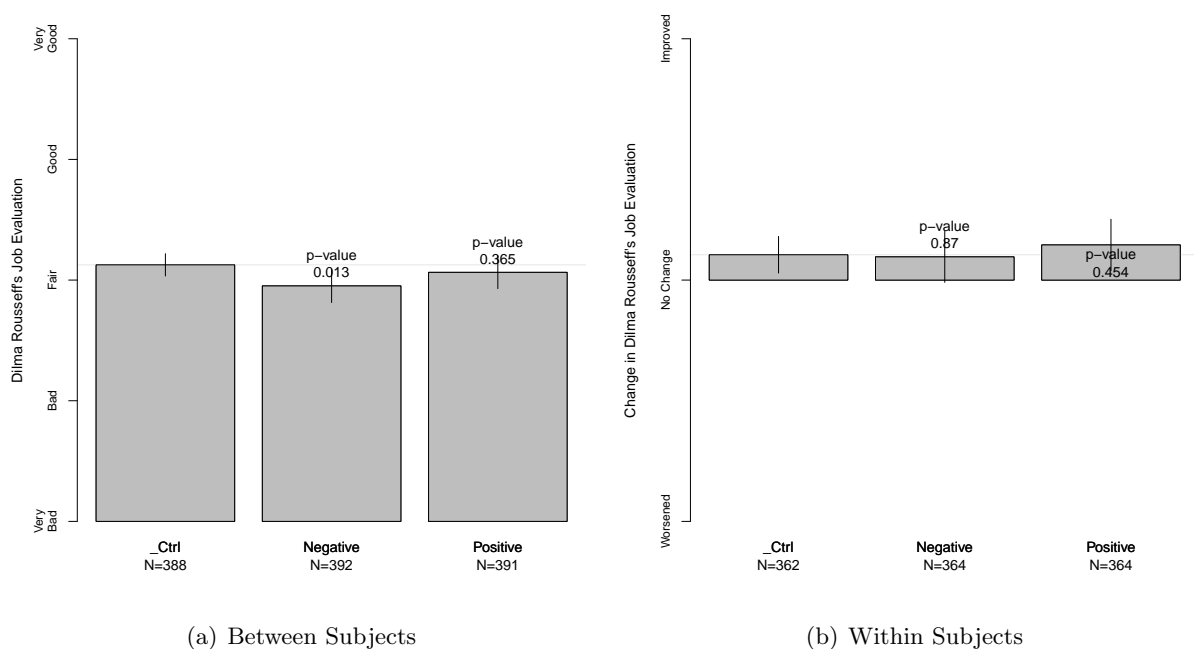 Dilma Rousseff's Job Evaluation
Very
Good
Good
Fair
Bad
Very
Bad
p−value
0.013
p−value
0.365
_Ctrl
Negative
Positive
N=388
N=392
N=391
(a) Between Subjects
Change in Dilma Rousseff's Job Evaluation
Improved
No Change
Worsened
p−value
0.87
p−value
0.454
_Ctrl
Negative
Positive
N=362
N=364
N=364
(b) Within Subjects